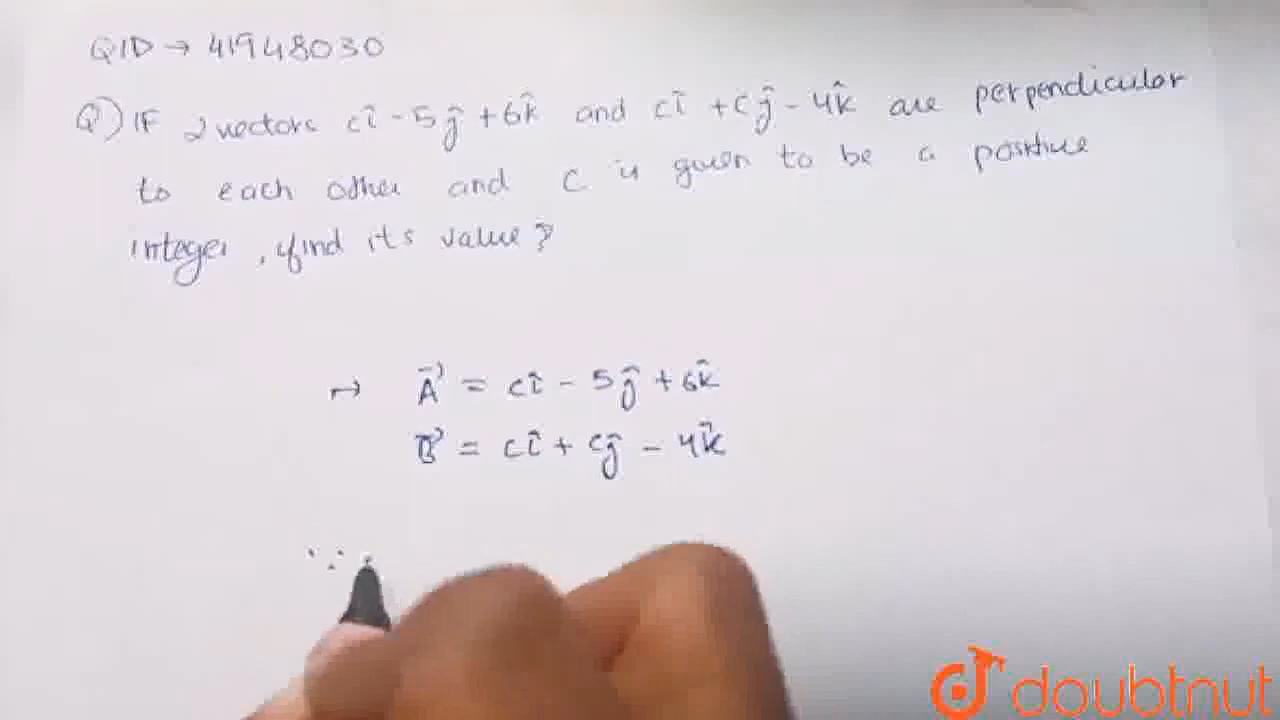 QID → 41948030
Q) IF 2 vectors cî - 5ĵ + 6k̂ and cî + cĵ - 4k̂ are perpendicular
to each other and c is given to be a positive
integer, find its value?
→ A⃗ = cî - 5ĵ + 6k̂
B⃗ = cî + cĵ - 4k̂
∵
doubtnut